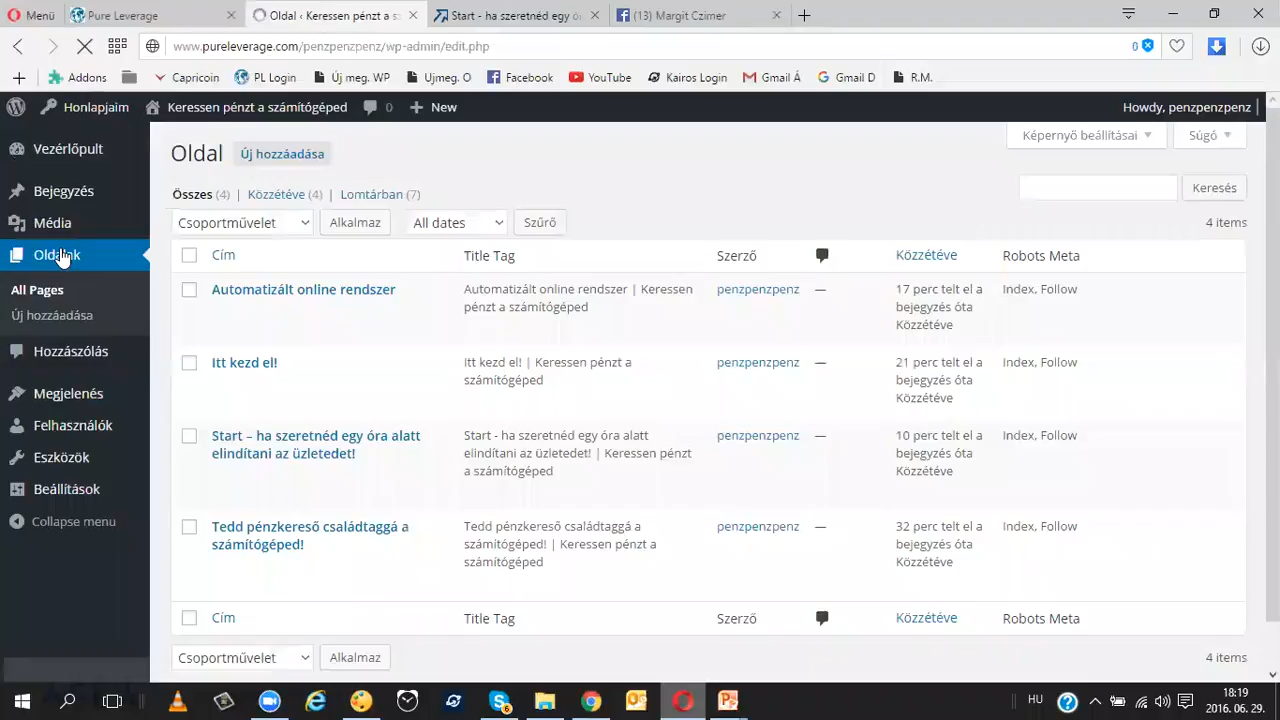 Menü
Pure Leverage
Oldal ‹ Keressen pénzt a sz
Start - ha szeretnéd egy ó
(13) Margit Czimer
www.pureleverage.com/penzpenzpenz/wp-admin/edit.php
0
Addons
Capricoin
PL Login
Új meg. WP
Ujmeg. O
Facebook
YouTube
Kairos Login
Gmail Á
Gmail D
R.M.
Honlapjaim
Keressen pénzt a számítógéped
0
New
Howdy, penzpenzpenz
Vezérlőpult
Bejegyzés
Média
Oldalink
All Pages
Új hozzáadása
Hozzászólás
Megjelenés
Felhasználók
Eszközök
Beállítások
Collapse menu
Oldal
Új hozzáadása
Képernyő beállításai
Súgó
Összes (4) | Közzétéve (4) | Lomtárban (7)
Keresés
Csoportművelet
Alkalmaz
All dates
Szűrő
4 items
Cím
Title Tag
Szerző
Közzétéve
Robots Meta
Automatizált online rendszer
Automatizált online rendszer | Keressen
pénzt a számítógéped
penzpenzpenz
—
17 perc telt el a
bejegyzés óta
Közzétéve
Index, Follow
Itt kezd el!
Itt kezd el! | Keressen pénzt a
számítógéped
penzpenzpenz
—
21 perc telt el a
bejegyzés óta
Közzétéve
Index, Follow
Start – ha szeretnéd egy óra alatt
elindítani az üzletedet!
Start - ha szeretnéd egy óra alatt
elindítani az üzletedet! | Keressen pénzt
a számítógéped
penzpenzpenz
—
10 perc telt el a
bejegyzés óta
Közzétéve
Index, Follow
Tedd pénzkereső családtaggá a
számítógéped!
Tedd pénzkereső családtaggá a
számítógéped! | Keressen pénzt a
számítógéped
penzpenzpenz
—
32 perc telt el a
bejegyzés óta
Közzétéve
Index, Follow
Cím
Title Tag
Szerző
Közzétéve
Robots Meta
Csoportművelet
Alkalmaz
4 items
6
HU
18:19
2016. 06. 29.